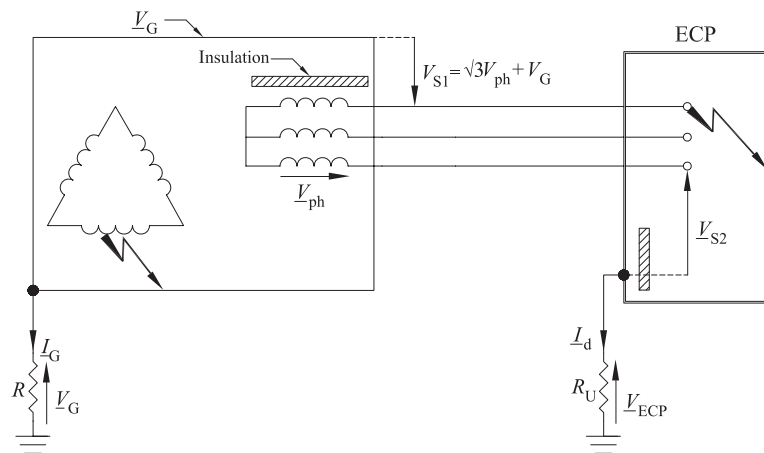 V_G
Insulation
V_S1 = √3V_ph + V_G
ECP
V_ph
V_S2
I_G
R
V_G
I_d
R_U
V_ECP